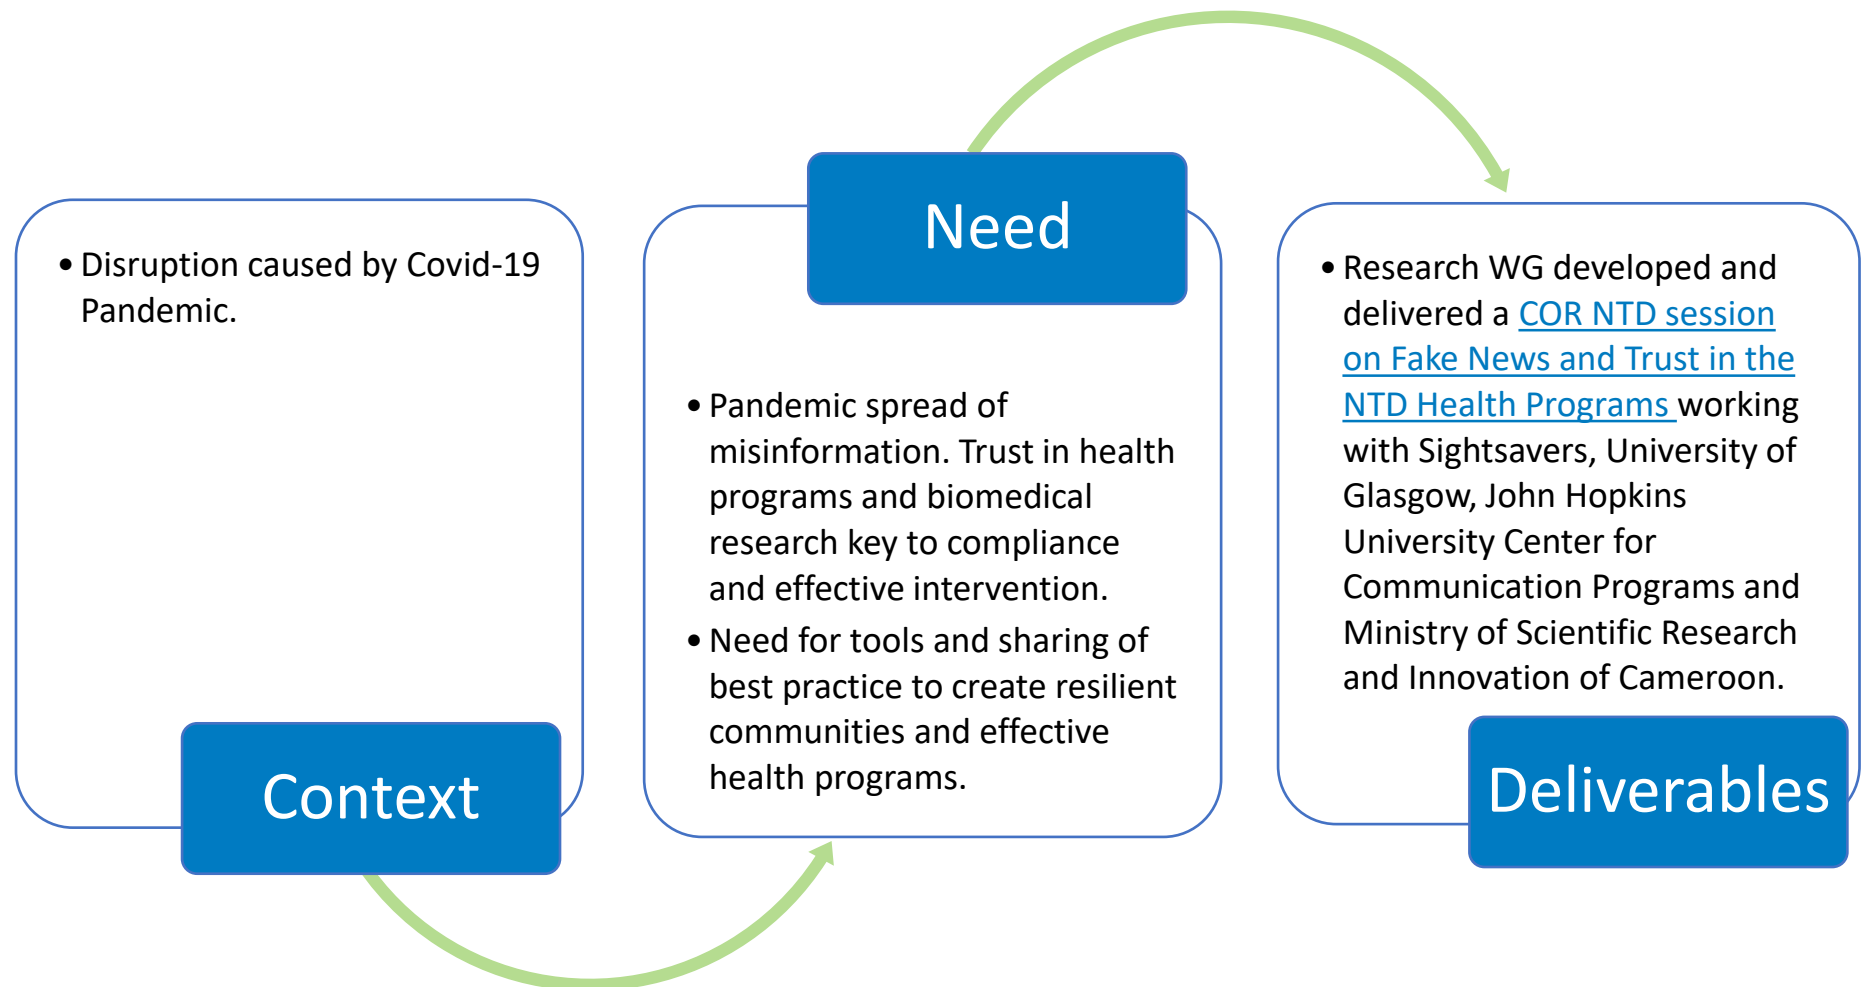 • Disruption caused by Covid-19
Pandemic.
Context
Need
• Pandemic spread of
misinformation. Trust in health
programs and biomedical
research key to compliance
and effective intervention.
• Need for tools and sharing of
best practice to create resilient
communities and effective
health programs.
• Research WG developed and
delivered a COR NTD session
on Fake News and Trust in the
NTD Health Programs working
with Sightsavers, University of
Glasgow, John Hopkins
University Center for
Communication Programs and
Ministry of Scientific Research
and Innovation of Cameroon.
Deliverables